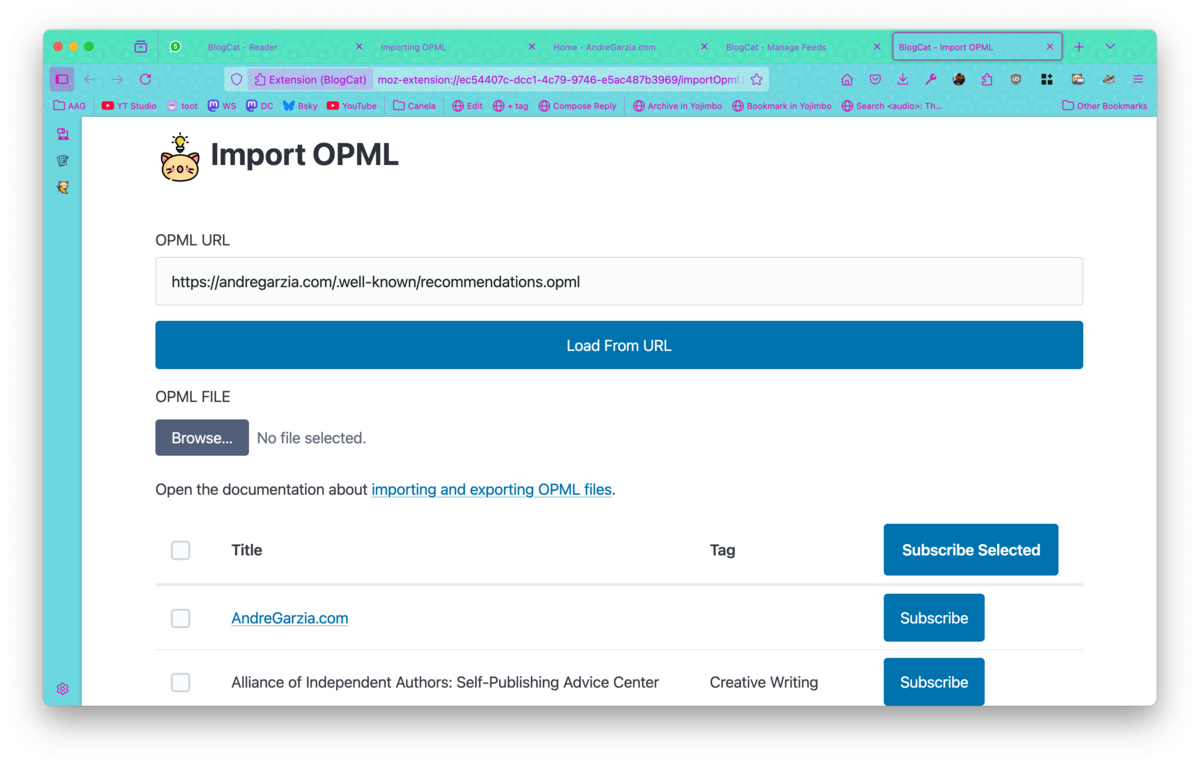 5 BlogCat - Reader Importing OPML Home - AndreGarzia.com BlogCat - Manage Feeds BlogCat - Import OPML
Extension (BlogCat) moz-extension://ec54407c-dcc1-4c79-9746-e5ac487b3969/importOpml
AAG YT Studio toot WS DC Bsky YouTube Canela Edit + tag Compose Reply Archive in Yojimbo Bookmark in Yojimbo Search <audio>: Th... Other Bookmarks
Import OPML
OPML URL
https://andregarzia.com/.well-known/recommendations.opml
Load From URL
OPML FILE
Browse... No file selected.
Open the documentation about importing and exporting OPML files.
Title Tag Subscribe Selected
AndreGarzia.com Subscribe
Alliance of Independent Authors: Self-Publishing Advice Center Creative Writing Subscribe